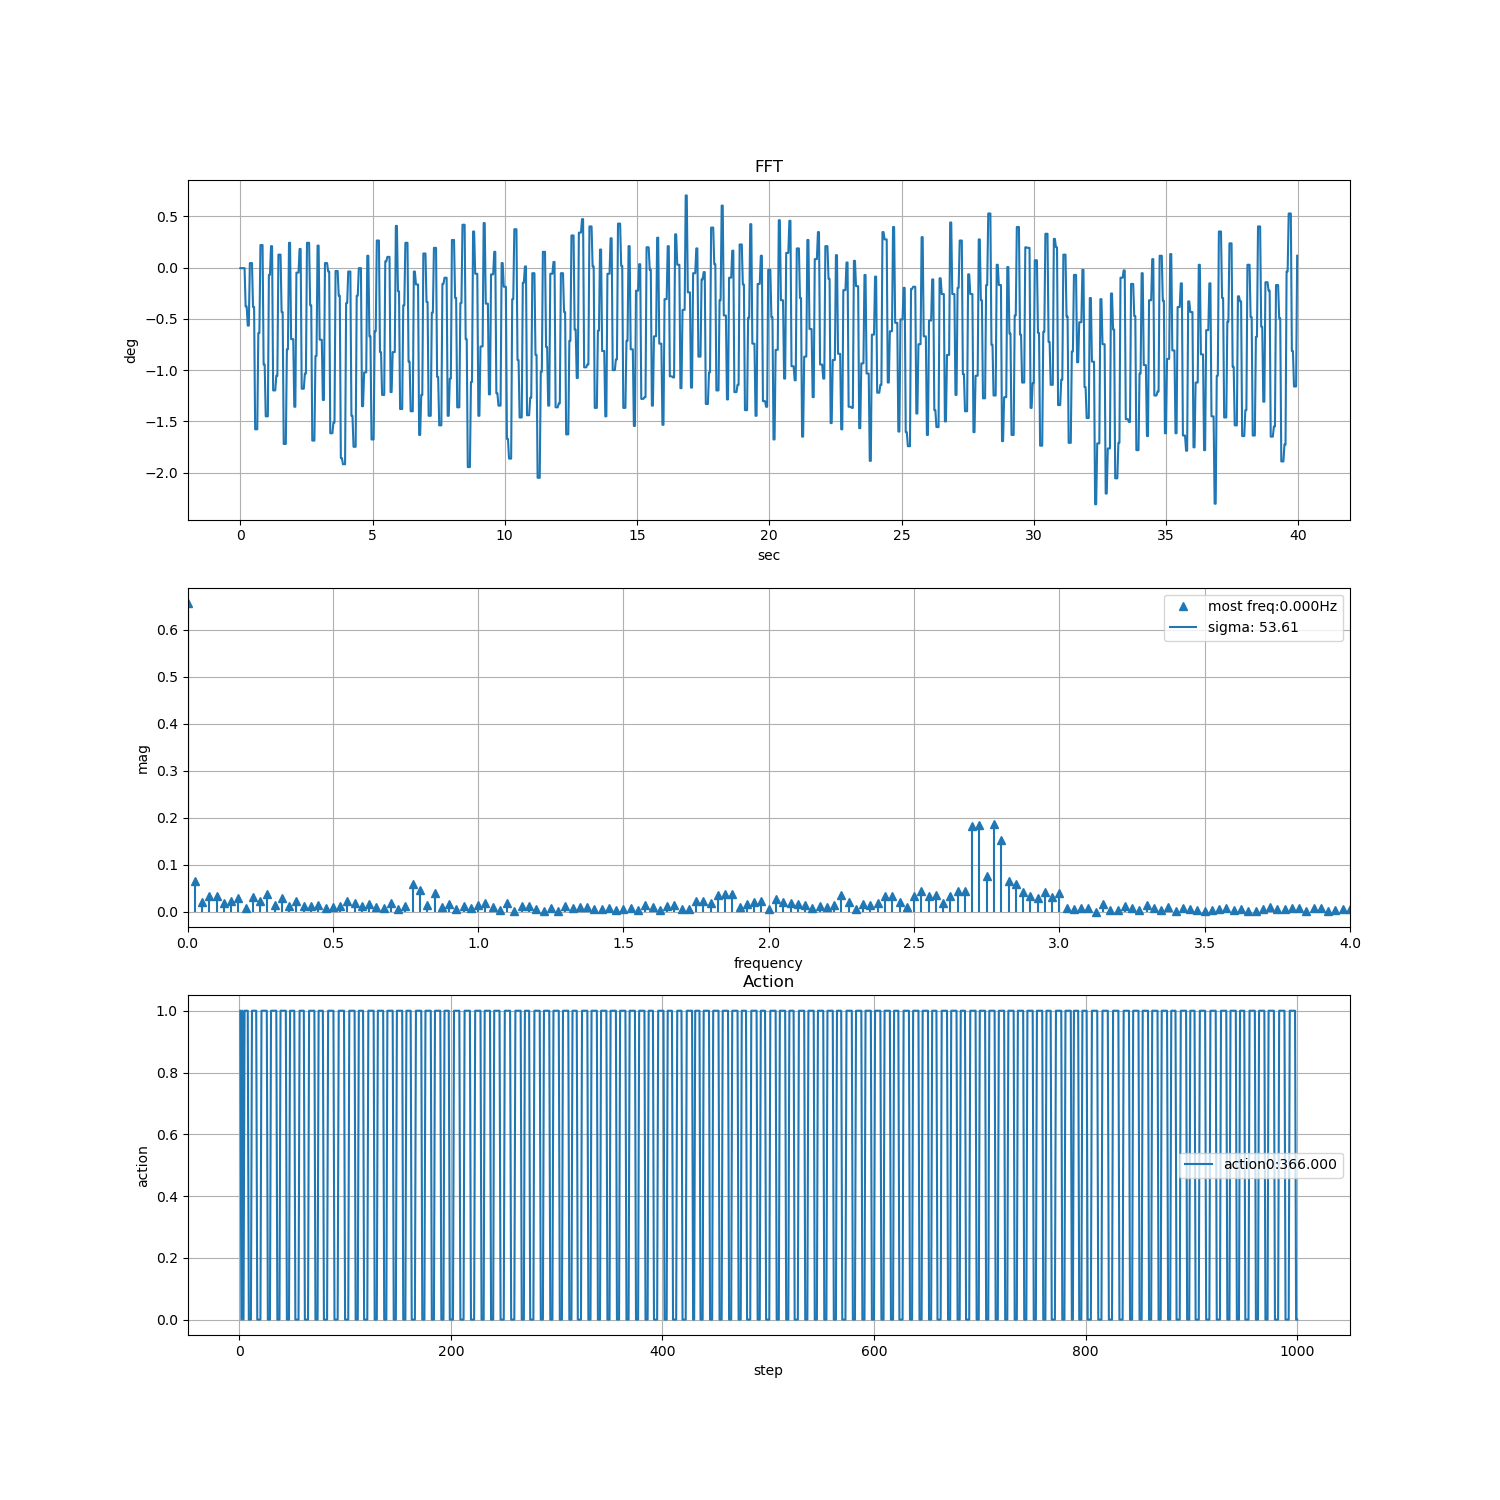 FFT
0.5
0.0
−0.5
−1.0
−1.5
−2.0
deg
0 5 10 15 20 25 30 35 40
sec
most freq:0.000Hz
sigma: 53.61
0.6
0.5
0.4
0.3
0.2
0.1
0.0
mag
0.0 0.5 1.0 1.5 2.0 2.5 3.0 3.5 4.0
frequency
Action
1.0
0.8
0.6
0.4
0.2
0.0
action
action0:366.000
0 200 400 600 800 1000
step